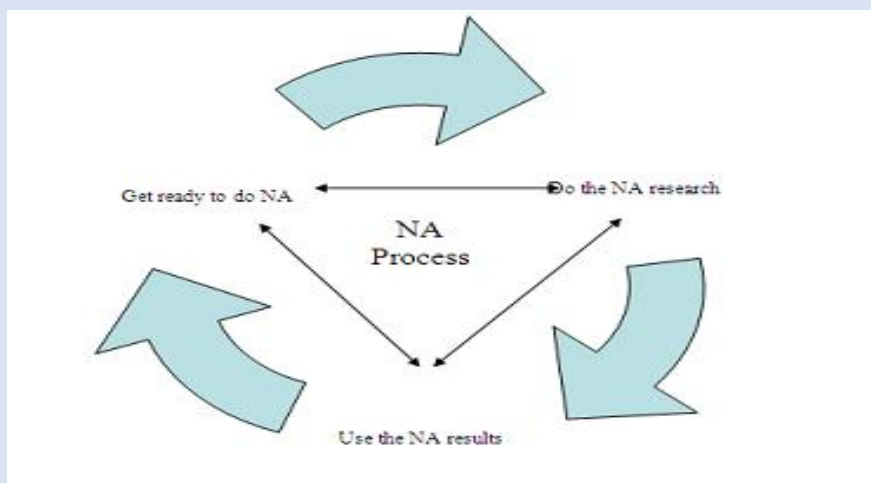 Get ready to do NA
Do the NA research
NA
Process
Use the NA results